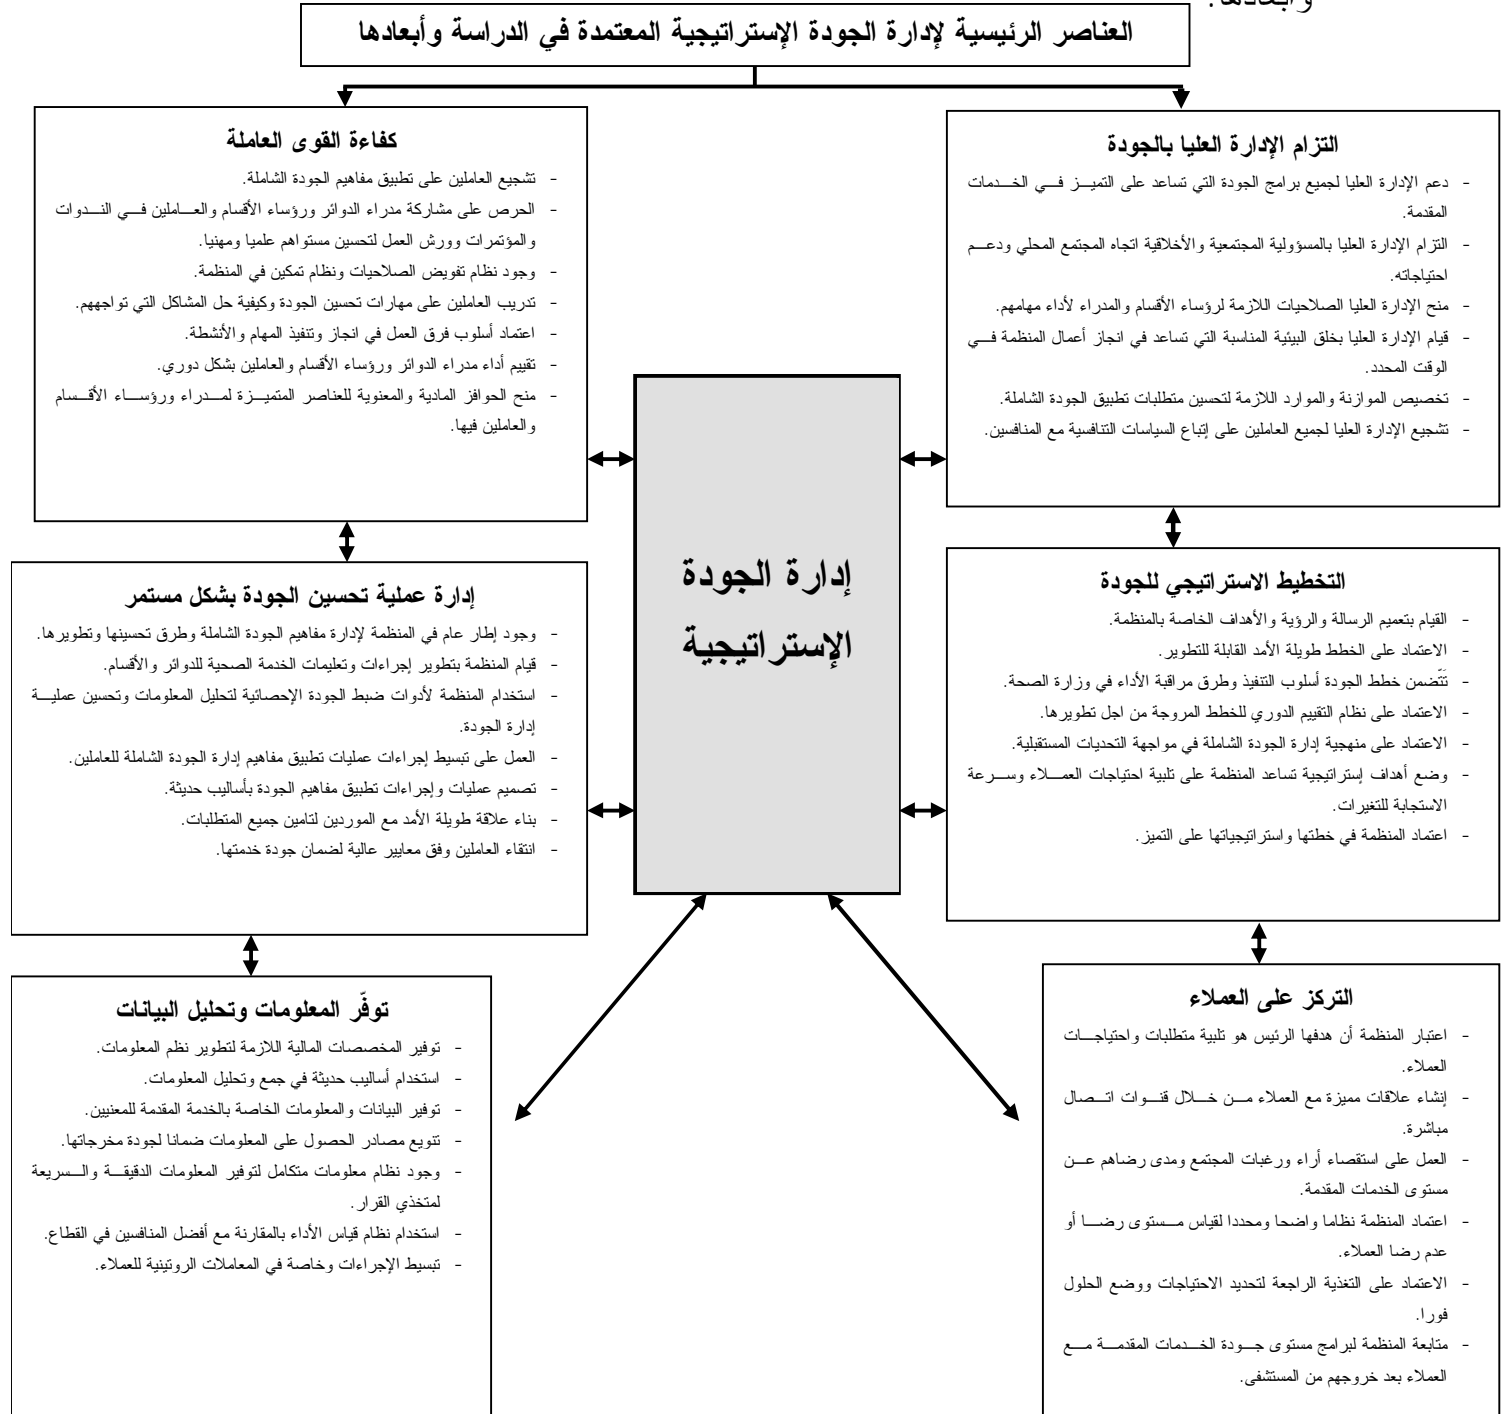 وأبعادها.
العناصر الرئيسية لإدارة الجودة الإستراتيجية المعتمدة في الدراسة وأبعادها
التزام الإدارة العليا بالجودة
- دعم الإدارة العليا لجميع برامج الجودة التي تساعد على التميز في الخدمات
المقدمة.
- التزام الإدارة العليا بالمسؤولية المجتمعية والأخلاقية اتجاه المجتمع المحلي ودعم
احتياجاته.
- منح الإدارة العليا الصلاحيات اللازمة لرؤساء الأقسام والمدراء لأداء مهامهم.
- قيام الإدارة العليا بخلق البيئية المناسبة التي تساعد في انجاز أعمال المنظمة في
الوقت المحدد.
- تخصيص الموازنة والموارد اللازمة لتحسين متطلبات تطبيق الجودة الشاملة.
- تشجيع الإدارة العليا لجميع العاملين على إتباع السياسات التنافسية مع المنافسين.
كفاءة القوى العاملة
- تشجيع العاملين على تطبيق مفاهيم الجودة الشاملة.
- الحرص على مشاركة مدراء الدوائر ورؤساء الأقسام والعاملين في الندوات
والمؤتمرات وورش العمل لتحسين مستواهم علميا ومهنيا.
- وجود نظام تفويض الصلاحيات ونظام تمكين في المنظمة.
- تدريب العاملين على مهارات تحسين الجودة وكيفية حل المشاكل التي تواجههم.
- اعتماد أسلوب فرق العمل في انجاز وتنفيذ المهام والأنشطة.
- تقييم أداء مدراء الدوائر ورؤساء الأقسام والعاملين بشكل دوري.
- منح الحوافز المادية والمعنوية للعناصر المتميزة لمدراء ورؤساء الأقسام
والعاملين فيها.
إدارة الجودة
الإستراتيجية
التخطيط الاستراتيجي للجودة
- القيام بتعميم الرسالة والرؤية والأهداف الخاصة بالمنظمة.
- الاعتماد على الخطط طويلة الأمد القابلة للتطوير.
- تَتّضمن خطط الجودة أسلوب التنفيذ وطرق مراقبة الأداء في وزارة الصحة.
- الاعتماد على نظام التقييم الدوري للخطط المروجة من اجل تطويرها.
- الاعتماد على منهجية إدارة الجودة الشاملة في مواجهة التحديات المستقبلية.
- وضع أهداف إستراتيجية تساعد المنظمة على تلبية احتياجات العملاء وسرعة
الاستجابة للتغيرات.
- اعتماد المنظمة في خطتها واستراتيجياتها على التميز.
إدارة عملية تحسين الجودة بشكل مستمر
- وجود إطار عام في المنظمة لإدارة مفاهيم الجودة الشاملة وطرق تحسينها وتطويرها.
- قيام المنظمة بتطوير إجراءات وتعليمات الخدمة الصحية للدوائر والأقسام.
- استخدام المنظمة لأدوات ضبط الجودة الإحصائية لتحليل المعلومات وتحسين عملية
إدارة الجودة.
- العمل على تبسيط إجراءات عمليات تطبيق مفاهيم إدارة الجودة الشاملة للعاملين.
- تصميم عمليات وإجراءات تطبيق مفاهيم الجودة بأساليب حديثة.
- بناء علاقة طويلة الأمد مع الموردين لتامين جميع المتطلبات.
- انتقاء العاملين وفق معايير عالية لضمان جودة خدمتها.
التركز على العملاء
- اعتبار المنظمة أن هدفها الرئيس هو تلبية متطلبات واحتياجات
العملاء.
- إنشاء علاقات مميزة مع العملاء من خلال قنوات اتصال
مباشرة.
- العمل على استقصاء أراء ورغبات المجتمع ومدى رضاهم عن
مستوى الخدمات المقدمة.
- اعتماد المنظمة نظاما واضحا ومحددا لقياس مستوى رضا أو
عدم رضا العملاء.
- الاعتماد على التغذية الراجعة لتحديد الاحتياجات ووضع الحلول
فورا.
- متابعة المنظمة لبرامج مستوى جودة الخدمات المقدمة مع
العملاء بعد خروجهم من المستشفى.
توفّر المعلومات وتحليل البيانات
- توفير المخصصات المالية اللازمة لتطوير نظم المعلومات.
- استخدام أساليب حديثة في جمع وتحليل المعلومات.
- توفير البيانات والمعلومات الخاصة بالخدمة المقدمة للمعنيين.
- تنويع مصادر الحصول على المعلومات ضمانا لجودة مخرجاتها.
- وجود نظام معلومات متكامل لتوفير المعلومات الدقيقة والسريعة
لمتخذي القرار.
- استخدام نظام قياس الأداء بالمقارنة مع أفضل المنافسين في القطاع.
- تبسيط الإجراءات وخاصة في المعاملات الروتينية للعملاء.